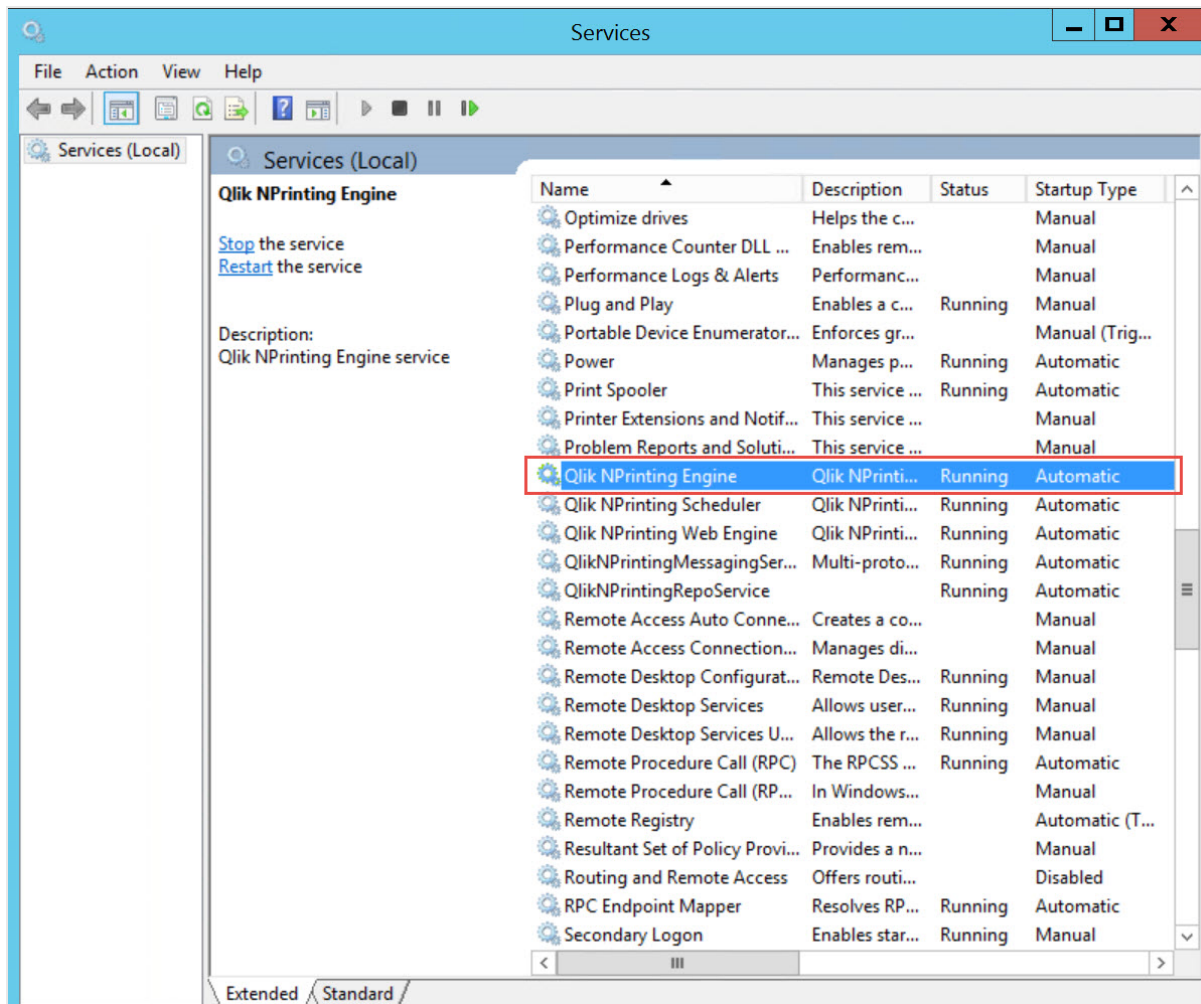 Services
File Action View Help
Services (Local)
Services (Local)
Qlik NPrinting Engine
Stop the service
Restart the service
Description:
Qlik NPrinting Engine service
Name Description Status Startup Type
Optimize drives Helps the c... Manual
Performance Counter DLL ... Enables rem... Manual
Performance Logs & Alerts Performanc... Manual
Plug and Play Enables a c... Running Manual
Portable Device Enumerator... Enforces gr... Manual (Trig...
Power Manages p... Running Automatic
Print Spooler This service ... Running Automatic
Printer Extensions and Notif... This service ... Manual
Problem Reports and Soluti... This service ... Manual
Qlik NPrinting Engine Qlik NPrinti... Running Automatic
Qlik NPrinting Scheduler Qlik NPrinti... Running Automatic
Qlik NPrinting Web Engine Qlik NPrinti... Running Automatic
QlikNPrintingMessagingSer... Multi-proto... Running Automatic
QlikNPrintingRepoService Running Automatic
Remote Access Auto Conne... Creates a co... Manual
Remote Access Connection... Manages di... Manual
Remote Desktop Configurat... Remote Des... Running Manual
Remote Desktop Services Allows user... Running Manual
Remote Desktop Services U... Allows the r... Running Manual
Remote Procedure Call (RPC) The RPCSS ... Running Automatic
Remote Procedure Call (RP... In Windows... Manual
Remote Registry Enables rem... Automatic (T...
Resultant Set of Policy Provi... Provides a n... Manual
Routing and Remote Access Offers routi... Disabled
RPC Endpoint Mapper Resolves RP... Running Automatic
Secondary Logon Enables star... Running Manual
Extended Standard